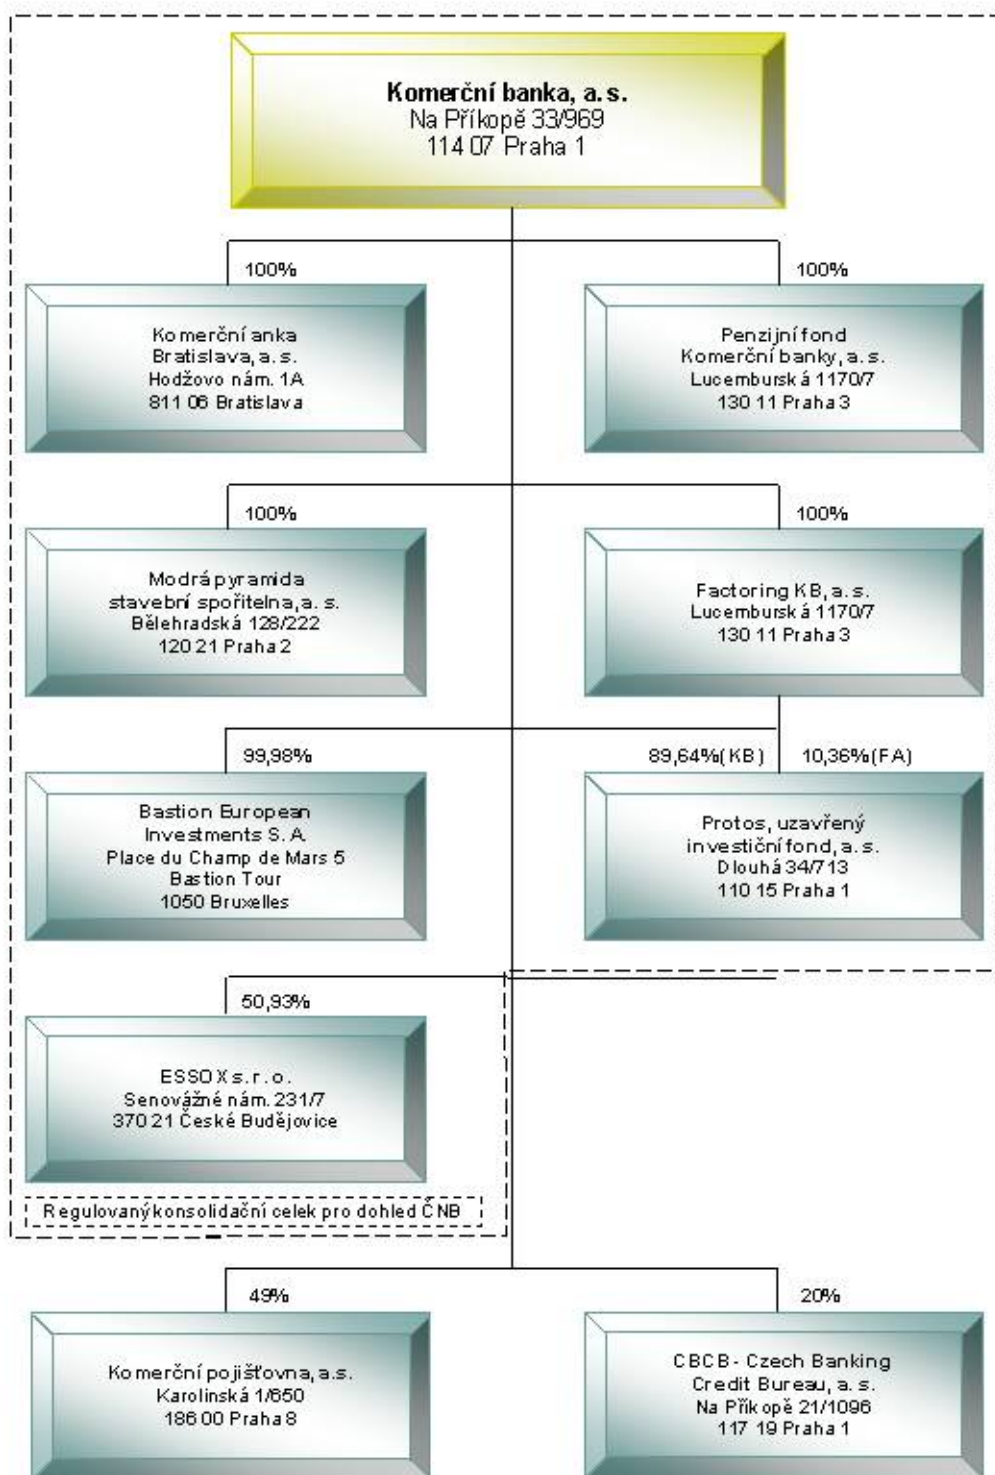 Komerční banka, a. s.
Na Příkopě 33/969
114 07 Praha 1
100%
100%
Komerční anka
Bratislava, a. s.
Hodžovo nám. 1A
811 06 Bratislava
Penzijní fond
Komerční banky, a. s.
Lucemburská 1170/7
130 11 Praha 3
100%
100%
Modrá pyramida
stavební spořitelna, a. s.
Bělehradská 128/222
120 21 Praha 2
Factoring KB, a. s.
Lucemburská 1170/7
130 11 Praha 3
99,98%
89,64% (KB)
10,36% (FA)
Bastion European
Investments S. A.
Place du Champ de Mars 5
Bastion Tour
1050 Bruxelles
Protos, uzavřený
investiční fond, a. s.
Dlouhá 34/713
110 15 Praha 1
50,93%
ESSOX s. r. o.
Senovážné nám. 231/7
370 21 České Budějovice
Regulovaný konsolidační celek pro dohled ČNB
49%
20%
Komerční pojišťovna, a.s.
Karolinská 1/650
186 00 Praha 8
CBCB - Czech Banking
Credit Bureau, a. s.
Na Příkopě 21/1096
117 19 Praha 1